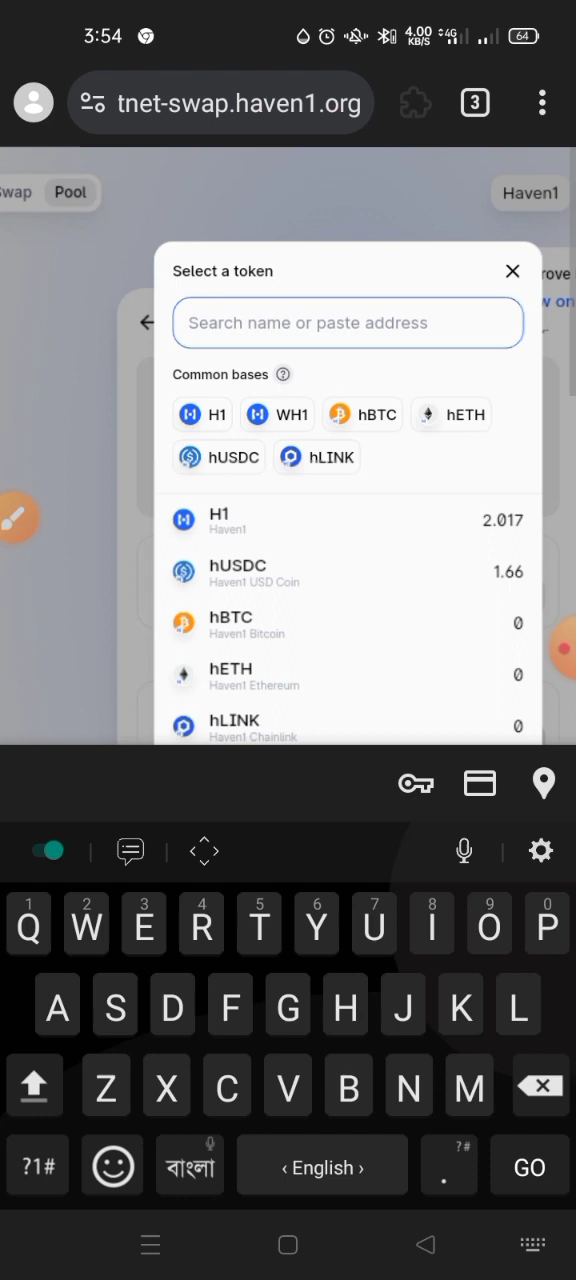 3:54 4.00 KB/S 4G 64
tnet-swap.haven1.org 3
Swap Pool Haven1
Select a token
Search name or paste address
Common bases
H1 WH1 hBTC hETH
hUSDC hLINK
H1 2.017
Haven1
hUSDC 1.66
Haven1 USD Coin
hBTC 0
Haven1 Bitcoin
hETH 0
Haven1 Ethereum
hLINK 0
Haven1 Chainlink
1 2 3 4 5 6 7 8 9 0
Q W E R T Y U I O P
A S D F G H J K L
Z X C V B N M
?1# বাংলা ‹ English › . ?# GO